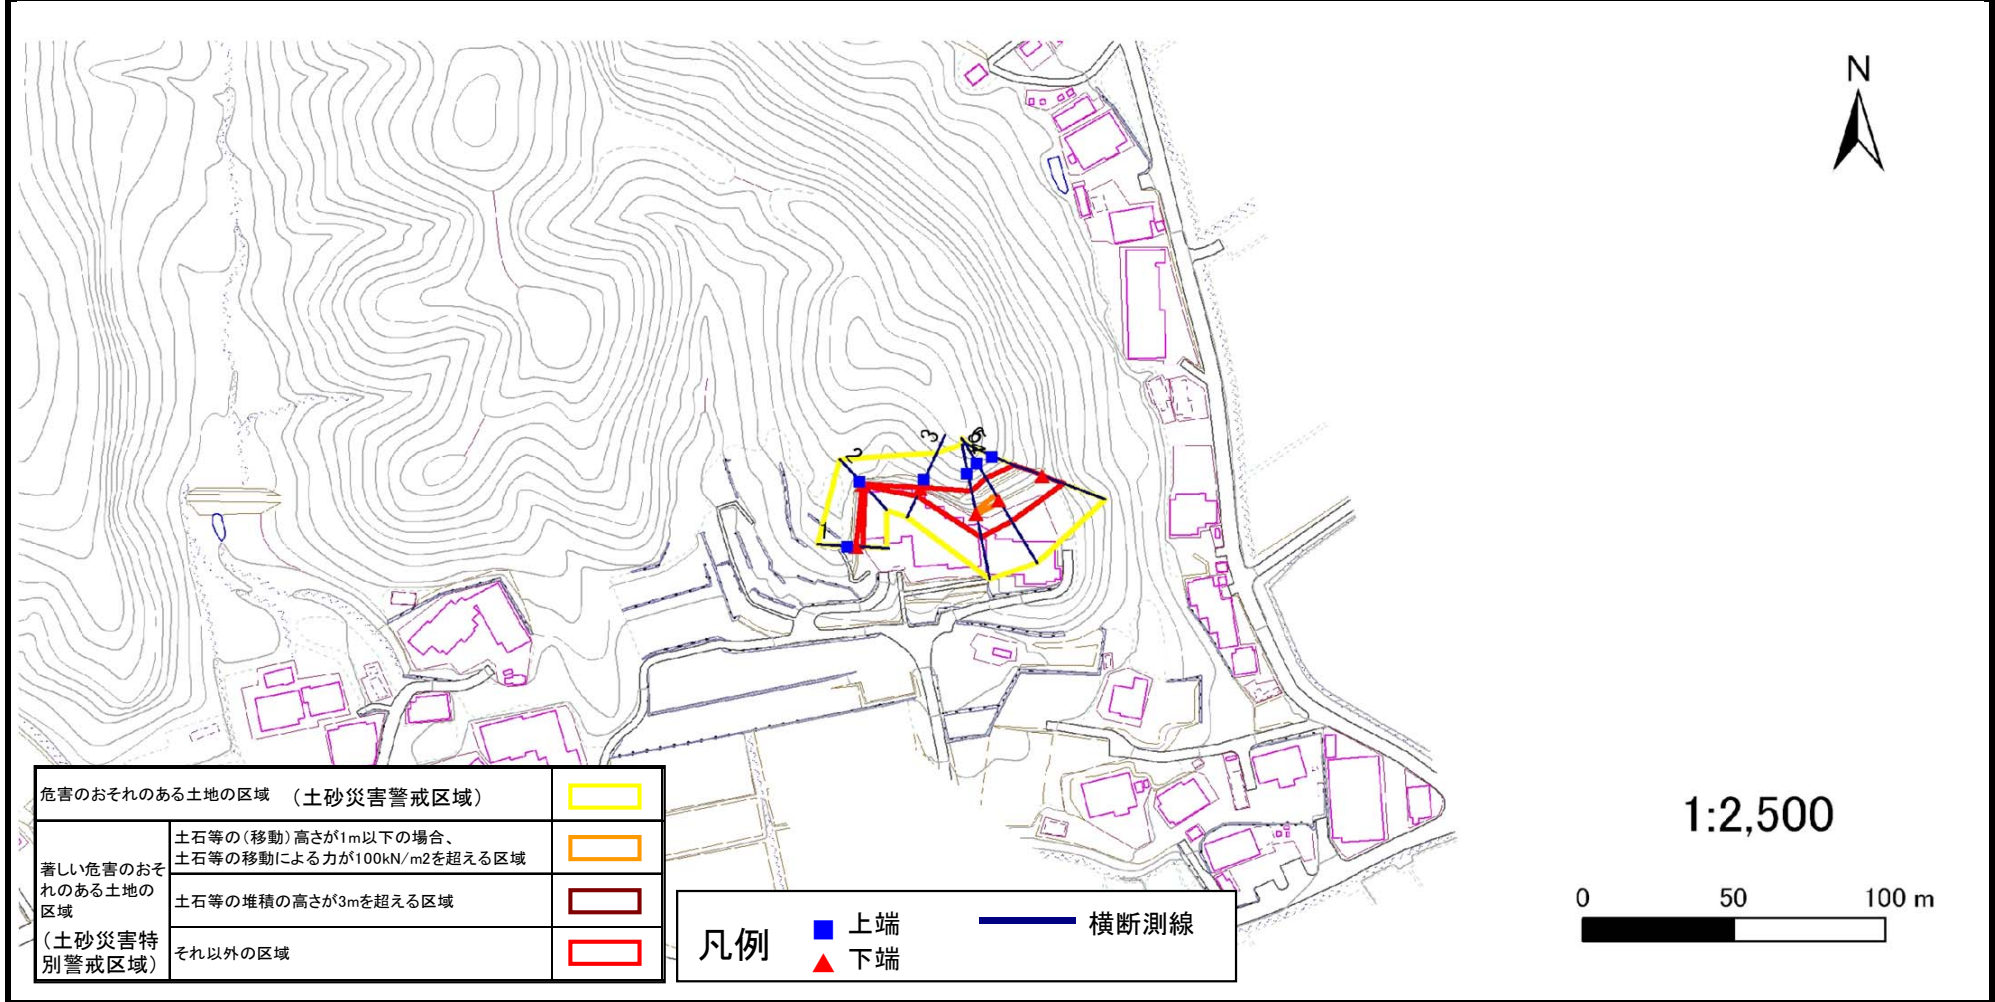 N
3
2
1
1:2,500
0 50 100 m
危害のおそれのある土地の区域 （土砂災害警戒区域）
著しい危害のおそ
れのある土地の
区域
（土砂災害特
別警戒区域）
土石等の（移動）高さが1m以下の場合、
土石等の移動による力が100kN/m2を超える区域
土石等の堆積の高さが3mを超える区域
それ以外の区域
凡例
上端
下端
横断測線